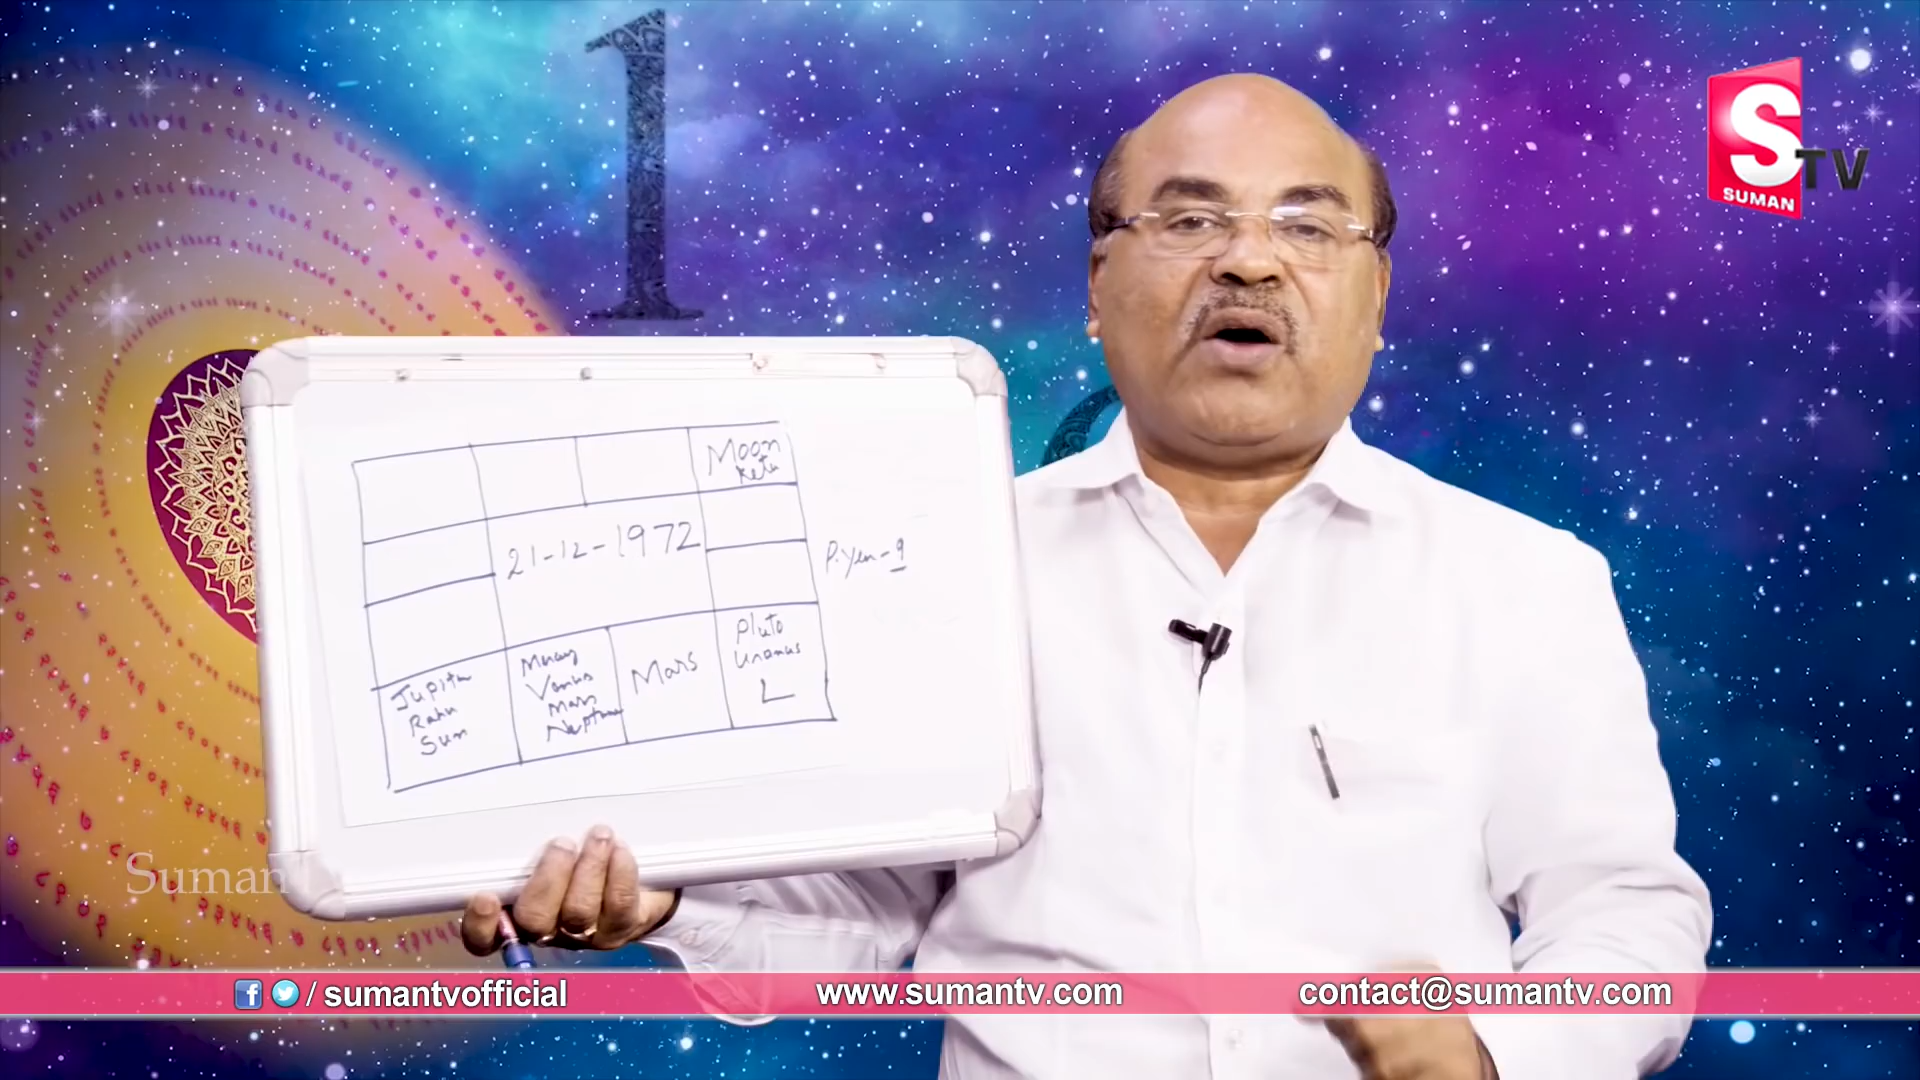 1
S
TV
SUMAN
Moon
Ketu
21-12-1972
P.Year-9
Pluto
Uranus
L
Mars
Mercury
Venus
Mars
Neptune
Jupiter
Rahu
Sun
Suman
/ sumantvofficial
www.sumantv.com
contact@sumantv.com